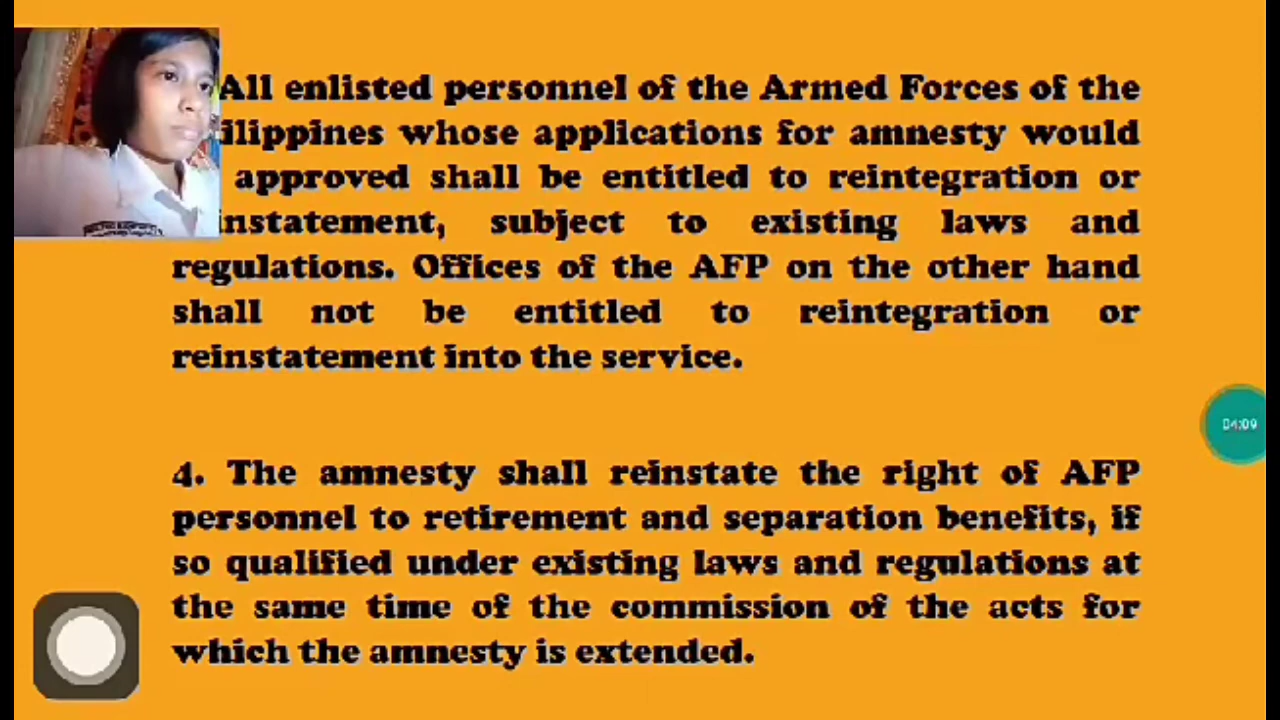 All enlisted personnel of the Armed Forces of the
ilippines whose applications for amnesty would
approved shall be entitled to reintegration or
instatement, subject to existing laws and
regulations. Offices of the AFP on the other hand
shall not be entitled to reintegration or
reinstatement into the service.
4. The amnesty shall reinstate the right of AFP
personnel to retirement and separation benefits, if
so qualified under existing laws and regulations at
the same time of the commission of the acts for
which the amnesty is extended.
04:09